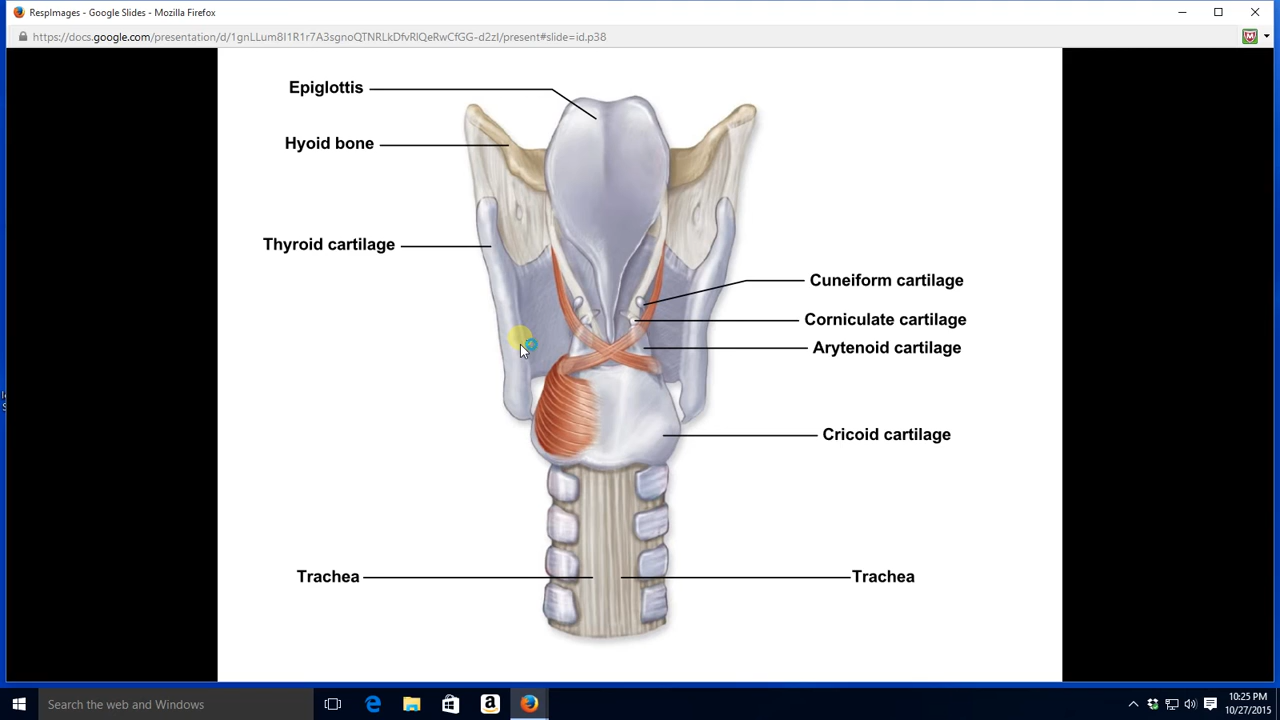 RespImages - Google Slides - Mozilla Firefox
https://docs.google.com/presentation/d/1gnLLum8I1R1r7A3sgnoQTNRLkDfvRlQeRwCfGG-d2zI/present#slide=id.p38
Epiglottis
Hyoid bone
Thyroid cartilage
Cuneiform cartilage
Corniculate cartilage
Arytenoid cartilage
Cricoid cartilage
Trachea
Trachea
Search the web and Windows
10:25 PM
10/27/2015